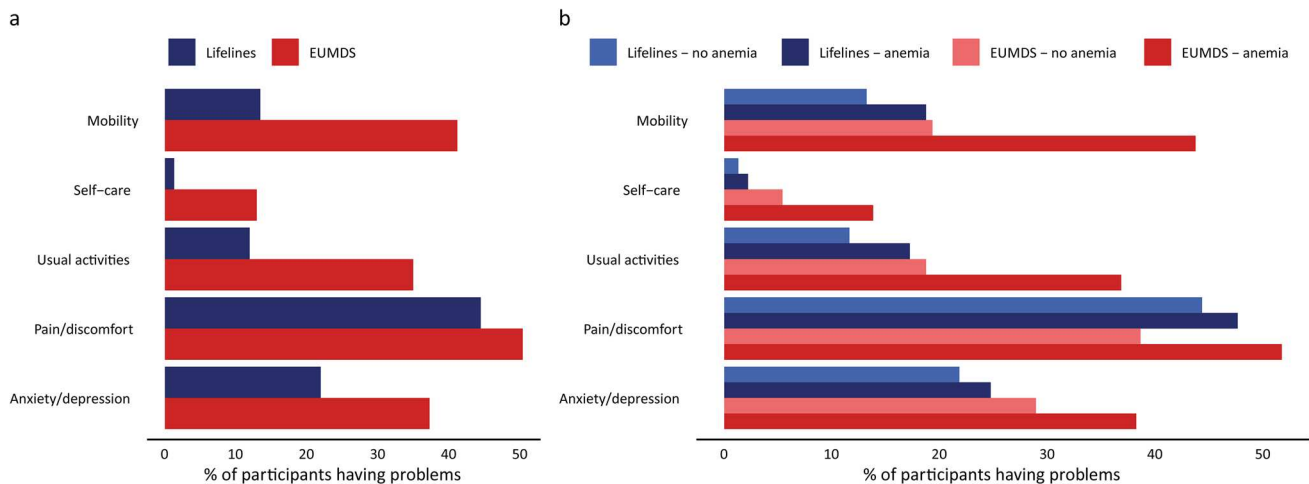 a
Lifelines
EUMDS
Mobility
Self−care
Usual activities
Pain/discomfort
Anxiety/depression
0 10 20 30 40 50
% of participants having problems
b
Lifelines − no anemia
Lifelines − anemia
EUMDS − no anemia
EUMDS − anemia
Mobility
Self−care
Usual activities
Pain/discomfort
Anxiety/depression
0 10 20 30 40 50
% of participants having problems